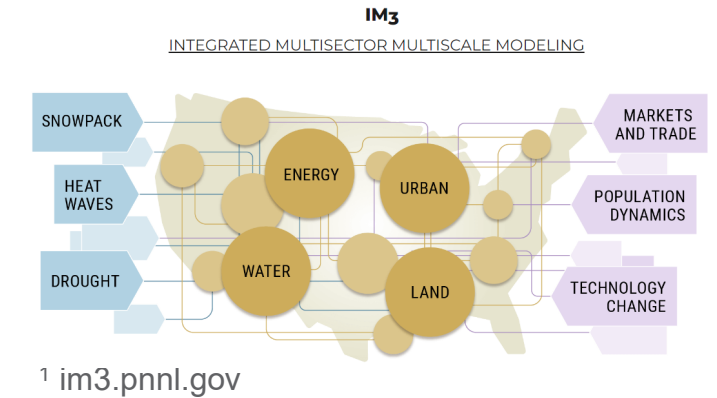 IM3
INTEGRATED MULTISECTOR MULTISCALE MODELING
SNOWPACK
HEAT
WAVES
DROUGHT
ENERGY
URBAN
WATER
LAND
MARKETS
AND TRADE
POPULATION
DYNAMICS
TECHNOLOGY
CHANGE
¹ im3.pnnl.gov